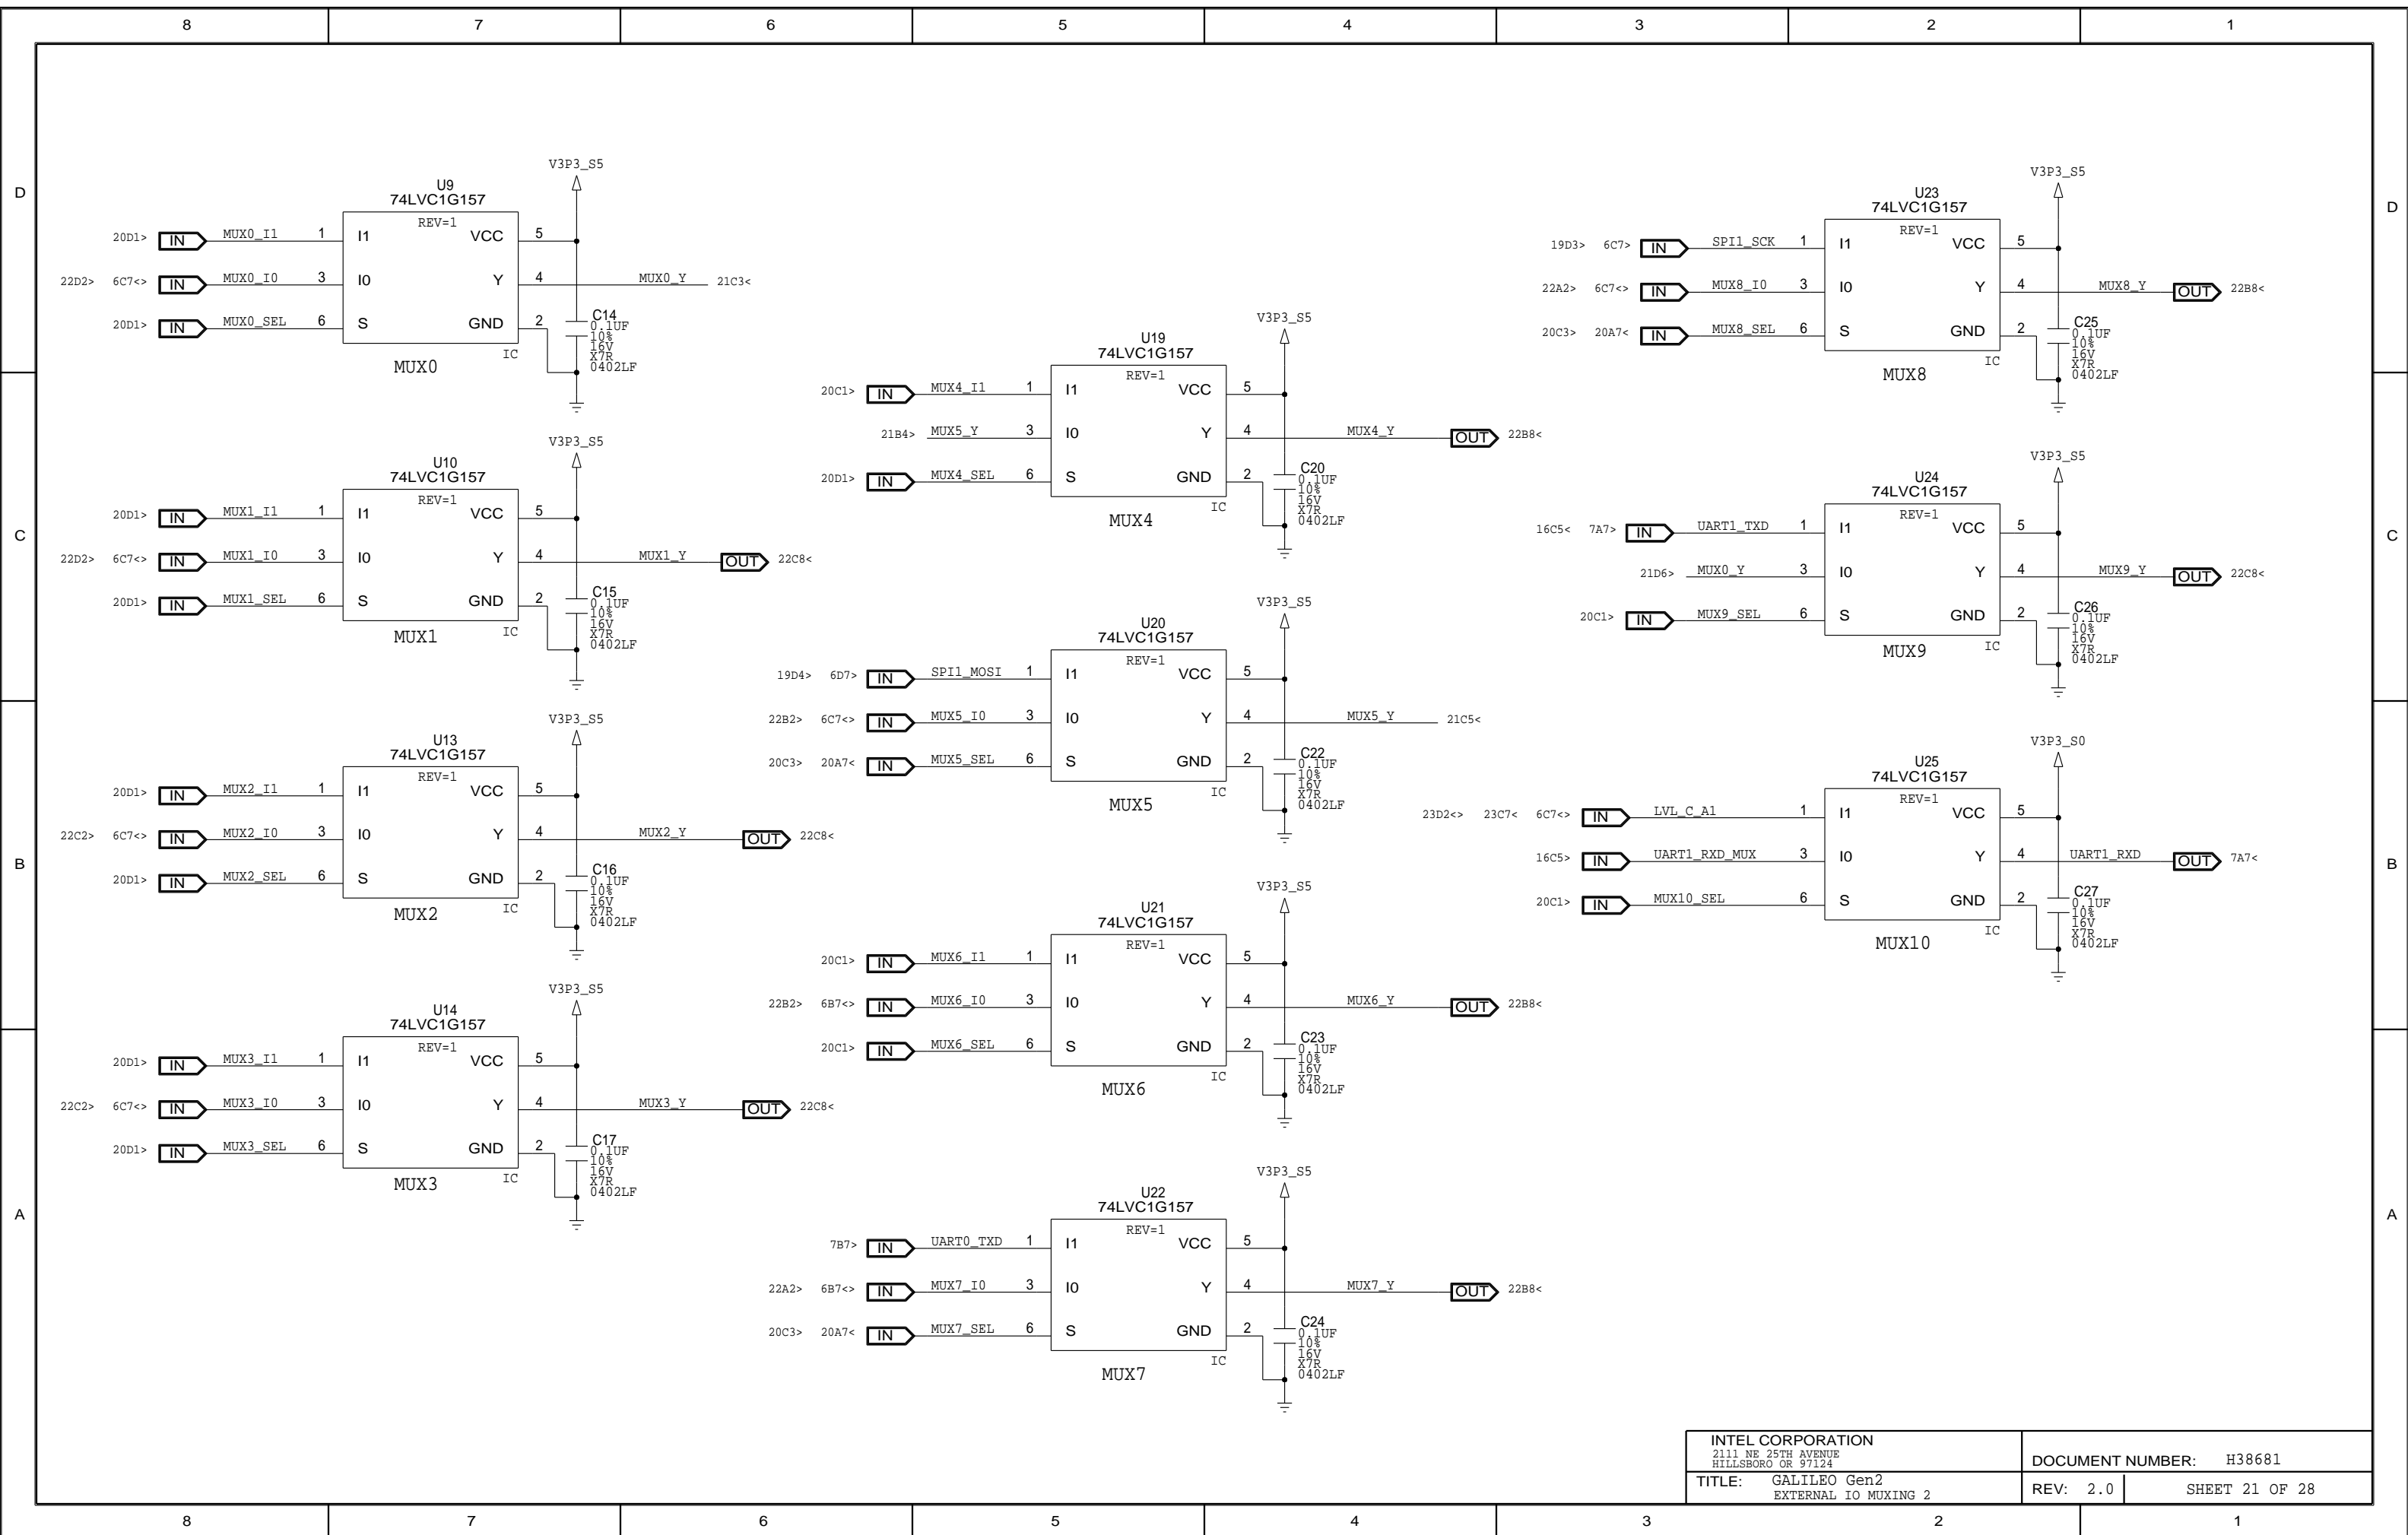 8 7 6 5 4 3 2 1
D
C
B
A
V3P3_S5
U9
74LVC1G157
REV=1
20D1> IN MUX0_I1 1 I1 VCC 5
22D2> 6C7<> IN MUX0_I0 3 I0 Y 4 MUX0_Y 21C3<
20D1> IN MUX0_SEL 6 S GND 2
C14
0.1UF
10%
16V
X7R
0402LF
IC
MUX0
V3P3_S5
U10
74LVC1G157
REV=1
20D1> IN MUX1_I1 1 I1 VCC 5
22D2> 6C7<> IN MUX1_I0 3 I0 Y 4 MUX1_Y OUT 22C8<
20D1> IN MUX1_SEL 6 S GND 2
C15
0.1UF
10%
16V
X7R
0402LF
IC
MUX1
V3P3_S5
U13
74LVC1G157
REV=1
20D1> IN MUX2_I1 1 I1 VCC 5
22C2> 6C7<> IN MUX2_I0 3 I0 Y 4 MUX2_Y OUT 22C8<
20D1> IN MUX2_SEL 6 S GND 2
C16
0.1UF
10%
16V
X7R
0402LF
IC
MUX2
V3P3_S5
U14
74LVC1G157
REV=1
20D1> IN MUX3_I1 1 I1 VCC 5
22C2> 6C7<> IN MUX3_I0 3 I0 Y 4 MUX3_Y OUT 22C8<
20D1> IN MUX3_SEL 6 S GND 2
C17
0.1UF
10%
16V
X7R
0402LF
IC
MUX3
V3P3_S5
U19
74LVC1G157
REV=1
20C1> IN MUX4_I1 1 I1 VCC 5
21B4> MUX5_Y 3 I0 Y 4 MUX4_Y OUT 22B8<
20D1> IN MUX4_SEL 6 S GND 2
C20
0.1UF
10%
16V
X7R
0402LF
IC
MUX4
V3P3_S5
U20
74LVC1G157
REV=1
19D4> 6D7> IN SPI1_MOSI 1 I1 VCC 5
22B2> 6C7<> IN MUX5_I0 3 I0 Y 4 MUX5_Y 21C5<
20C3> 20A7< IN MUX5_SEL 6 S GND 2
C22
0.1UF
10%
16V
X7R
0402LF
IC
MUX5
V3P3_S5
U21
74LVC1G157
REV=1
20C1> IN MUX6_I1 1 I1 VCC 5
22B2> 6B7<> IN MUX6_I0 3 I0 Y 4 MUX6_Y OUT 22B8<
20C1> IN MUX6_SEL 6 S GND 2
C23
0.1UF
10%
16V
X7R
0402LF
IC
MUX6
V3P3_S5
U22
74LVC1G157
REV=1
7B7> IN UART0_TXD 1 I1 VCC 5
22A2> 6B7<> IN MUX7_I0 3 I0 Y 4 MUX7_Y OUT 22B8<
20C3> 20A7< IN MUX7_SEL 6 S GND 2
C24
0.1UF
10%
16V
X7R
0402LF
IC
MUX7
V3P3_S5
U23
74LVC1G157
REV=1
19D3> 6C7> IN SPI1_SCK 1 I1 VCC 5
22A2> 6C7<> IN MUX8_I0 3 I0 Y 4 MUX8_Y OUT 22B8<
20C3> 20A7< IN MUX8_SEL 6 S GND 2
C25
0.1UF
10%
16V
X7R
0402LF
IC
MUX8
V3P3_S5
U24
74LVC1G157
REV=1
16C5< 7A7> IN UART1_TXD 1 I1 VCC 5
21D6> MUX0_Y 3 I0 Y 4 MUX9_Y OUT 22C8<
20C1> IN MUX9_SEL 6 S GND 2
C26
0.1UF
10%
16V
X7R
0402LF
IC
MUX9
V3P3_S0
U25
74LVC1G157
REV=1
23D2<> 23C7< 6C7<> IN LVL_C_A1 1 I1 VCC 5
16C5> IN UART1_RXD_MUX 3 I0 Y 4 UART1_RXD OUT 7A7<
20C1> IN MUX10_SEL 6 S GND 2
C27
0.1UF
10%
16V
X7R
0402LF
IC
MUX10
D
C
B
A
INTEL CORPORATION
2111 NE 25TH AVENUE
HILLSBORO OR 97124
DOCUMENT NUMBER: H38681
TITLE: GALILEO Gen2
EXTERNAL IO MUXING 2
REV: 2.0 SHEET 21 OF 28
8 7 6 5 4 3 2 1